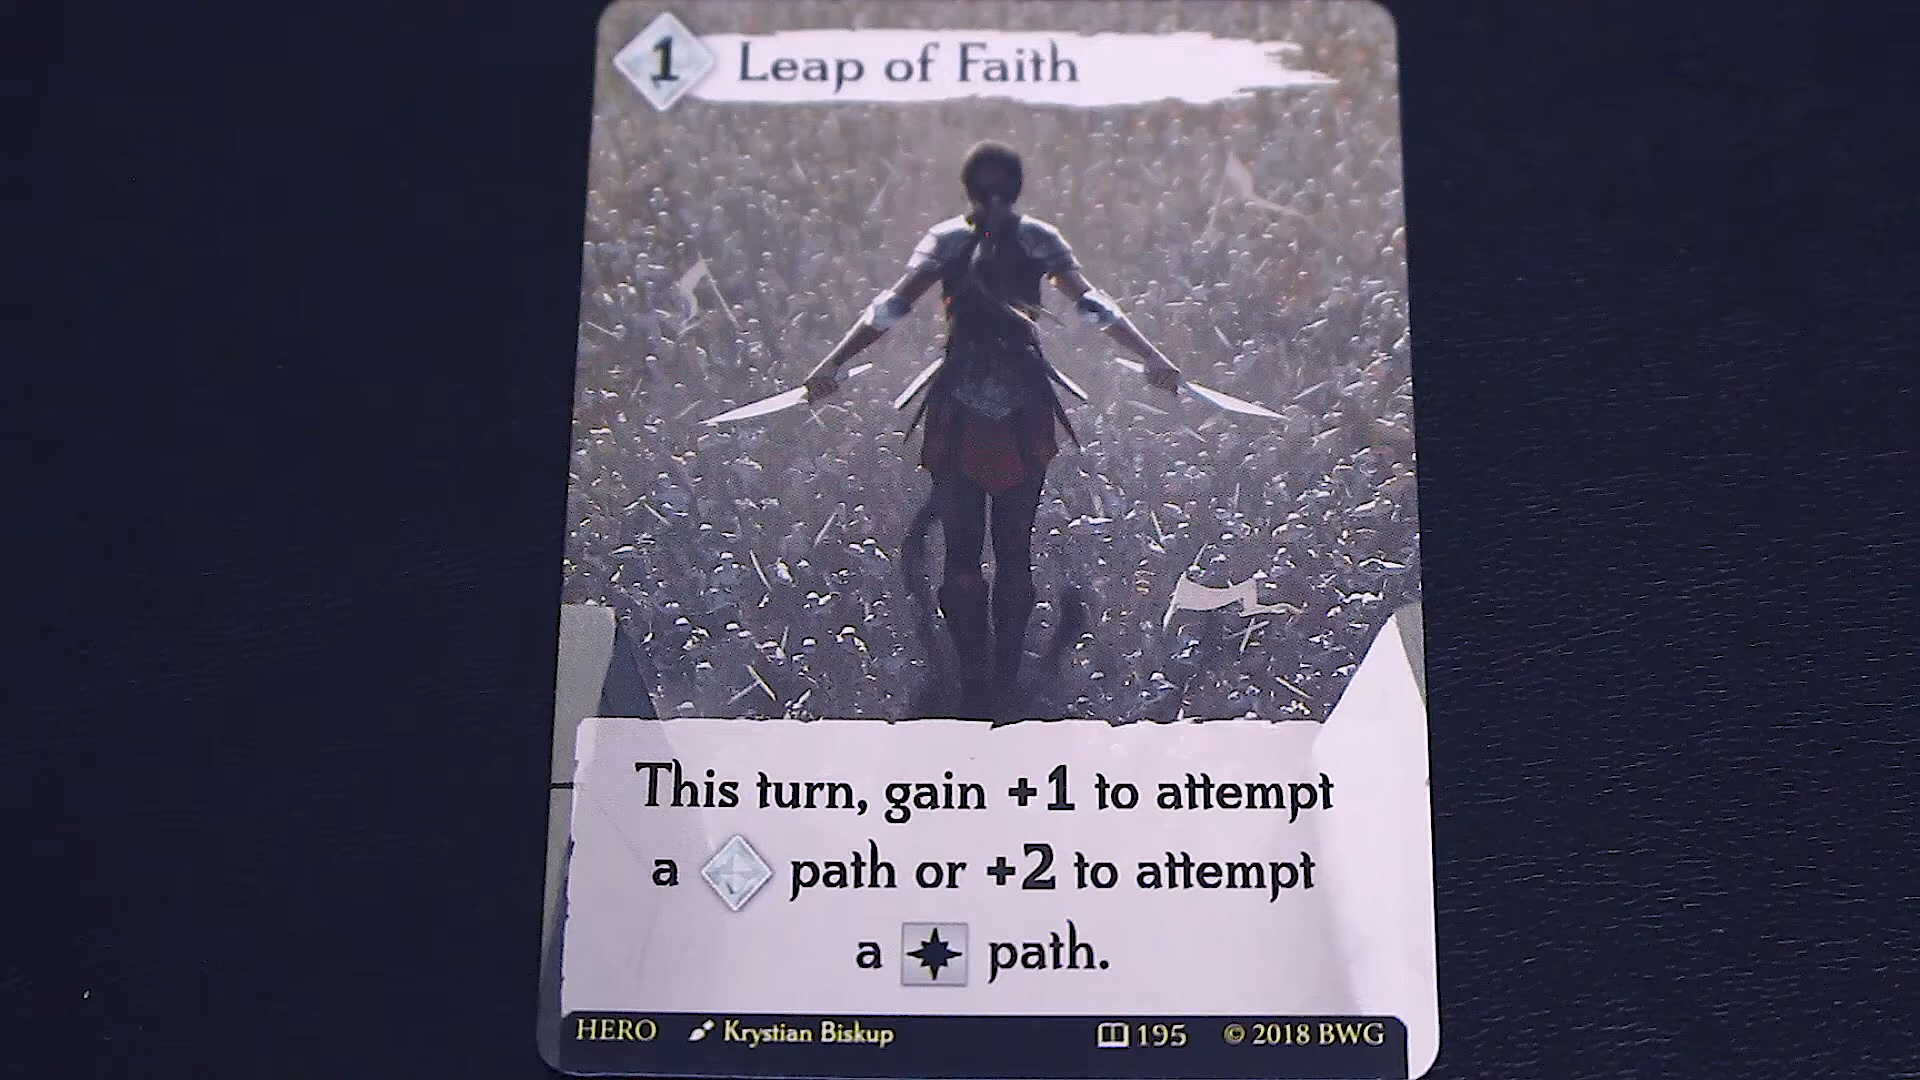 1 Leap of Faith
This turn, gain +1 to attempt
a path or +2 to attempt
a path.
HERO Krystian Biskup 195 © 2018 BWG